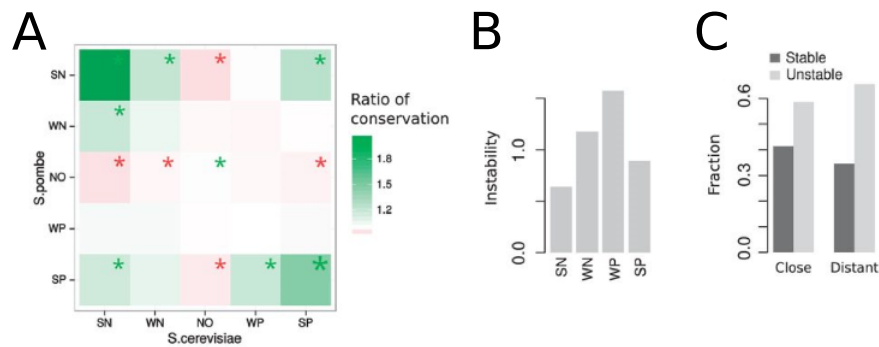 A
SN
WN
NO
WP
SP
S.pombe
* * * *
*
* * * *
* * * *
SN WN NO WP SP
S.cerevisiae
Ratio of
conservation
1.8
1.5
1.2
B
Instability
1.0
0.0
SN WN WP SP
C
Stable
Unstable
Fraction
0.6
0.3
0.0
Close Distant